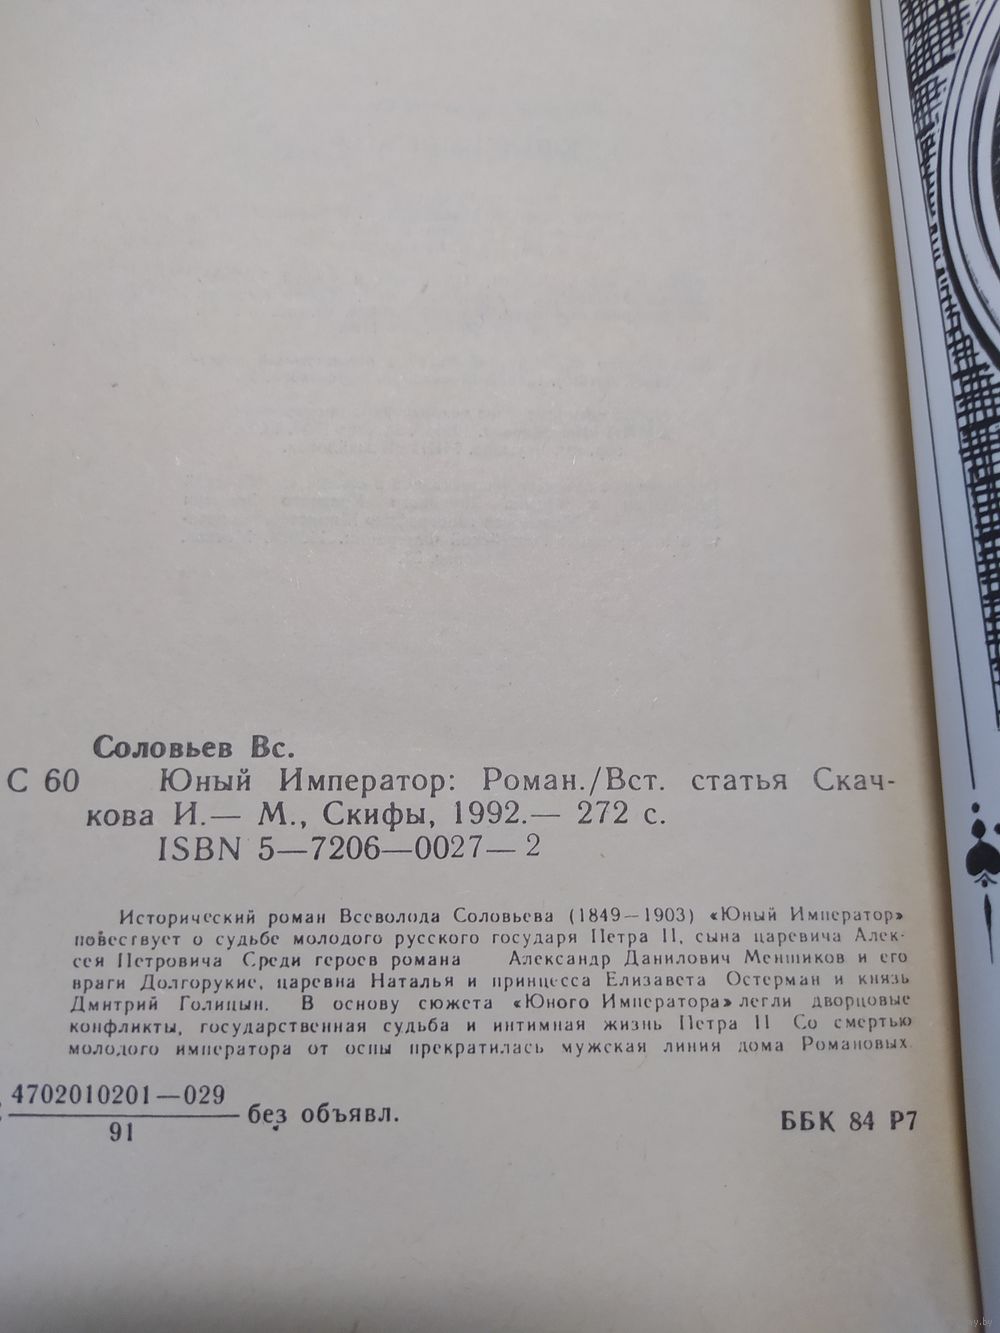 Соловьев Вс.
С 60 Юный Император: Роман./Вст. статья Скач-
кова И.— М., Скифы, 1992.— 272 с.
ISBN 5—7206—0027—2
Исторический роман Всеволода Соловьева (1849—1903) «Юный Император»
повествует о судьбе молодого русского государя Петра II, сына царевича Алек-
сея Петровича Среди героев романа Александр Данилович Меншиков и его
враги Долгорукие, царевна Наталья и принцесса Елизавета Остерман и князь
Дмитрий Голицын. В основу сюжета «Юного Императора» легли дворцовые
конфликты, государственная судьба и интимная жизнь Петра II Со смертью
молодого императора от оспы прекратилась мужская линия дома Романовых.
4702010201—029
91
без объявл.
ББК 84 Р7